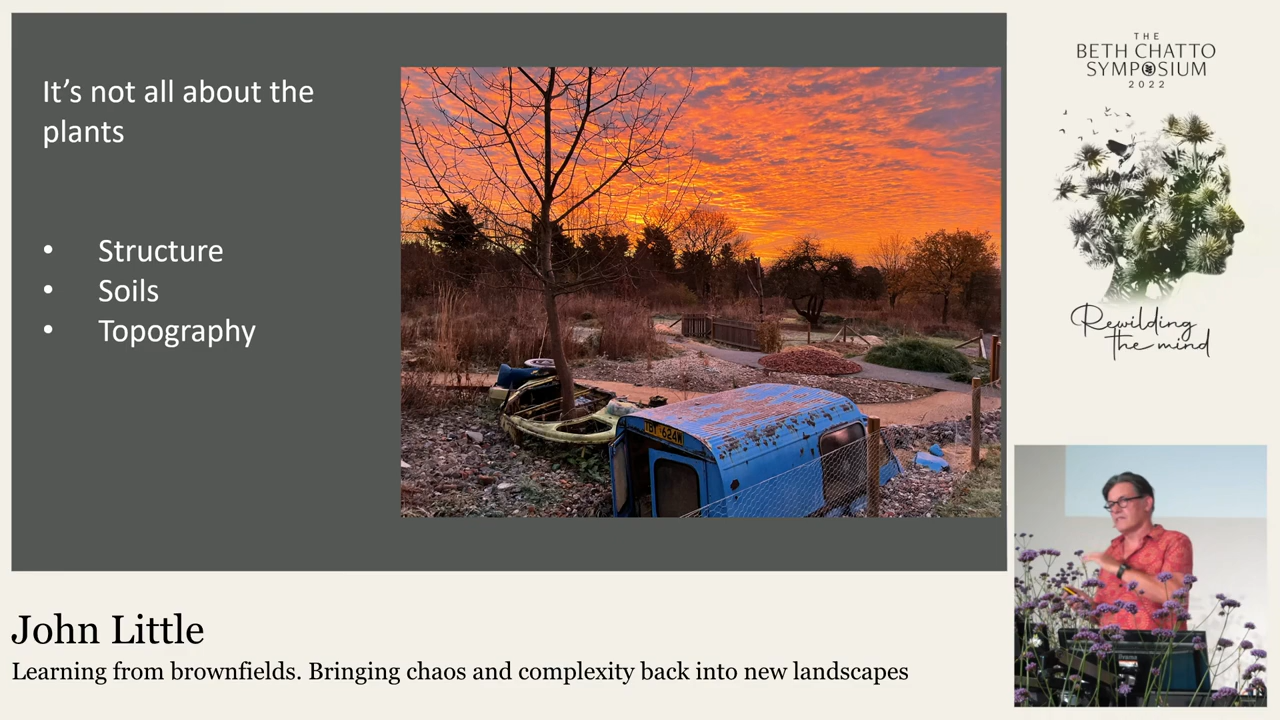 It's not all about the
plants
• Structure
• Soils
• Topography
THE
BETH CHATTO
SYMPOSIUM
2022
Rewilding
the mind
John Little
Learning from brownfields. Bringing chaos and complexity back into new landscapes